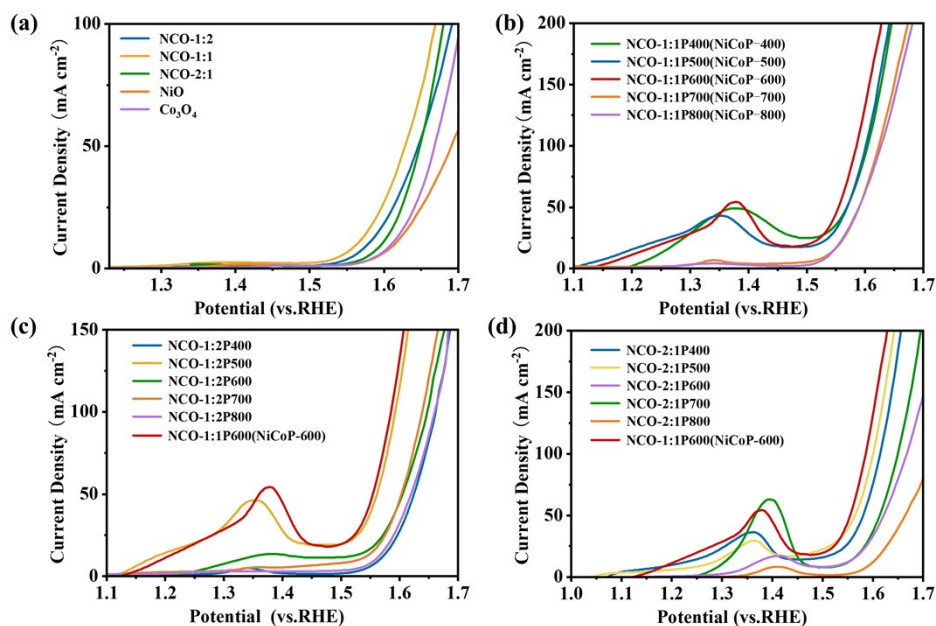 (a)
NCO-1:2
NCO-1:1
NCO-2:1
NiO
Co₃O₄
100
50
0
1.3
1.4
1.5
1.6
1.7
Current Density (mA cm⁻²)
Potential (vs.RHE)
(b)
NCO-1:1P400(NiCoP-400)
NCO-1:1P500(NiCoP-500)
NCO-1:1P600(NiCoP-600)
NCO-1:1P700(NiCoP-700)
NCO-1:1P800(NiCoP-800)
200
150
100
50
0
1.1
1.2
1.3
1.4
1.5
1.6
1.7
Current Density (mA cm⁻²)
Potential (vs.RHE)
(c)
NCO-1:2P400
NCO-1:2P500
NCO-1:2P600
NCO-1:2P700
NCO-1:2P800
NCO-1:1P600(NiCoP-600)
150
100
50
0
1.1
1.2
1.3
1.4
1.5
1.6
1.7
Current Density (mA cm⁻²)
Potential (vs.RHE)
(d)
NCO-2:1P400
NCO-2:1P500
NCO-2:1P600
NCO-2:1P700
NCO-2:1P800
NCO-1:1P600(NiCoP-600)
200
150
100
50
0
1.0
1.1
1.2
1.3
1.4
1.5
1.6
1.7
Current Density (mA cm⁻²)
Potential (vs.RHE)